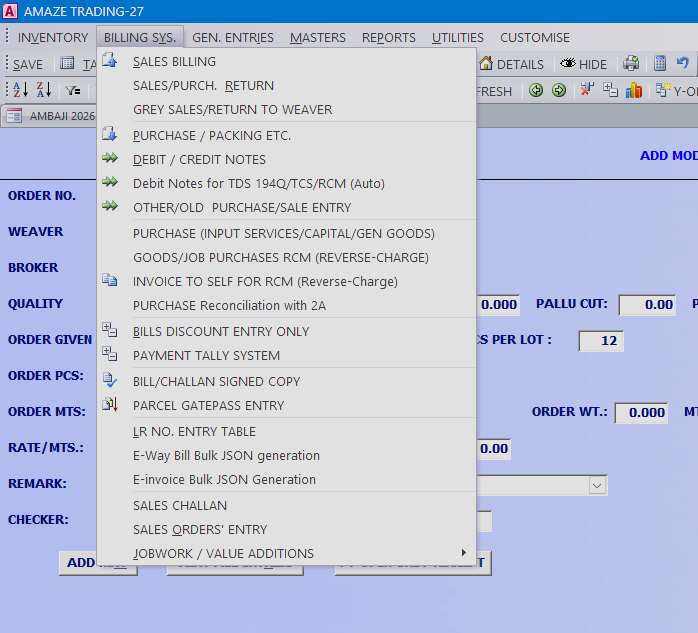 AMAZE TRADING-27
INVENTORY BILLING SYS. GEN. ENTRIES MASTERS REPORTS UTILITIES CUSTOMISE
SAVE DETAILS HIDE
AMBAJI 2026
ADD MOD
ORDER NO.
WEAVER
BROKER
QUALITY 0.000 PALLU CUT: 0.00
ORDER GIVEN PER LOT : 12
ORDER PCS:
ORDER MTS: ORDER WT.: 0.000
RATE/MTS.: 0.00
REMARK:
CHECKER:
SALES BILLING
SALES/PURCH. RETURN
GREY SALES/RETURN TO WEAVER
PURCHASE / PACKING ETC.
DEBIT / CREDIT NOTES
Debit Notes for TDS 194Q/TCS/RCM (Auto)
OTHER/OLD PURCHASE/SALE ENTRY
PURCHASE (INPUT SERVICES/CAPITAL/GEN GOODS)
GOODS/JOB PURCHASES RCM (REVERSE-CHARGE)
INVOICE TO SELF FOR RCM (Reverse-Charge)
PURCHASE Reconciliation with 2A
BILLS DISCOUNT ENTRY ONLY
PAYMENT TALLY SYSTEM
BILL/CHALLAN SIGNED COPY
PARCEL GATEPASS ENTRY
LR NO. ENTRY TABLE
E-Way Bill Bulk JSON generation
E-invoice Bulk JSON Generation
SALES CHALLAN
SALES ORDERS' ENTRY
JOBWORK / VALUE ADDITIONS
ADD